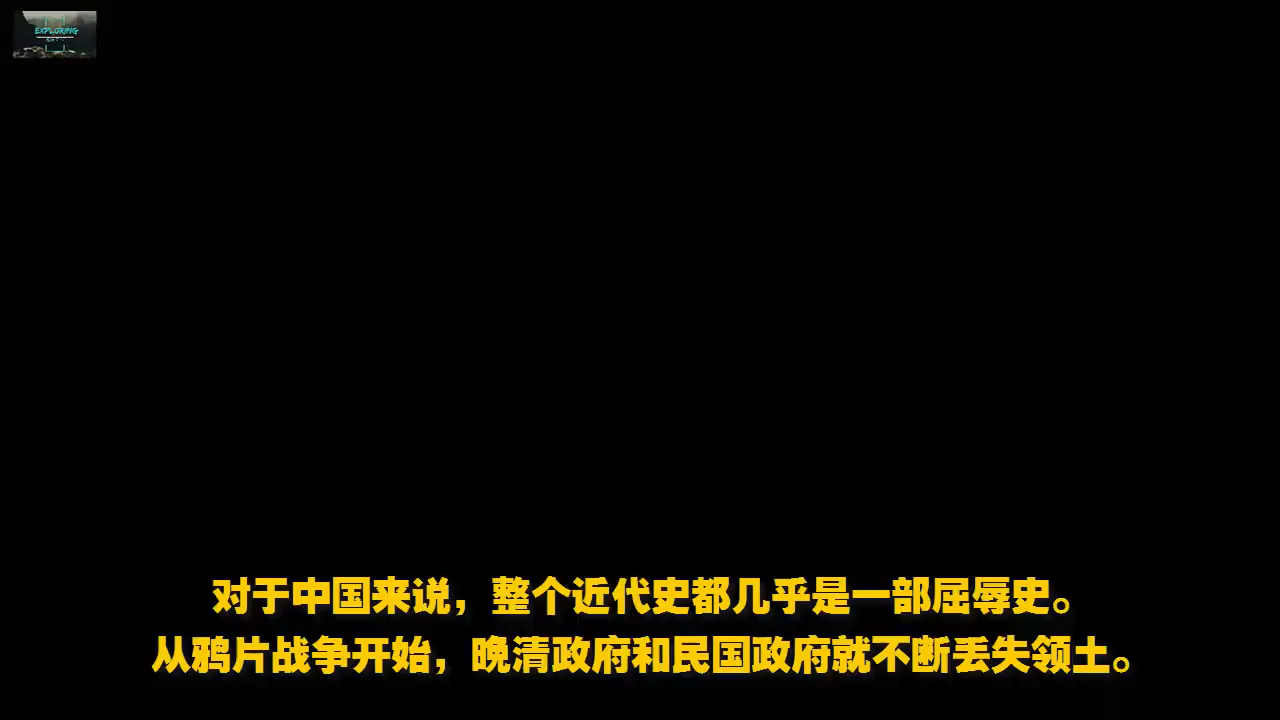 EXPLORING
对于中国来说，整个近代史都几乎是一部屈辱史。
从鸦片战争开始，晚清政府和民国政府就不断丢失领土。